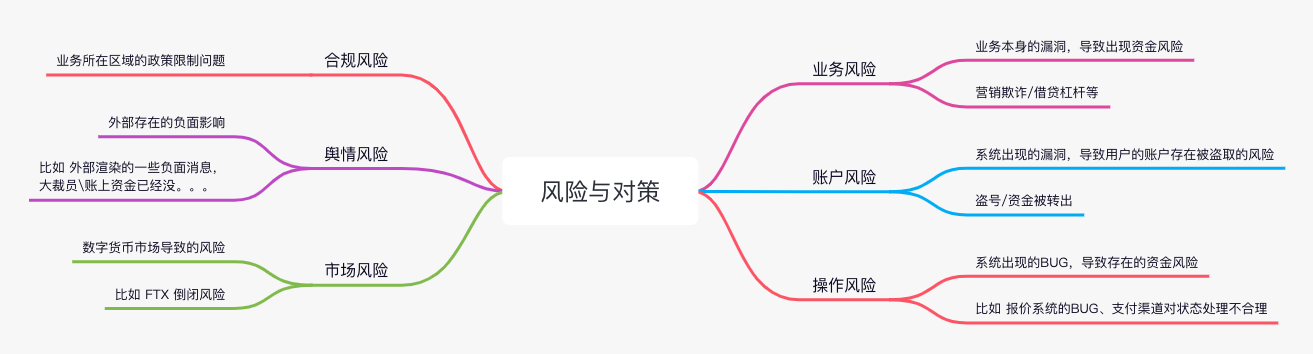 风险与对策
业务风险
业务本身的漏洞，导致出现资金风险
营销欺诈/借贷杠杆等
账户风险
系统出现的漏洞，导致用户的账户存在被盗取的风险
盗号/资金被转出
操作风险
系统出现的BUG，导致存在的资金风险
比如 报价系统的BUG、支付渠道对状态处理不合理
合规风险
业务所在区域的政策限制问题
舆情风险
外部存在的负面影响
比如 外部渲染的一些负面消息，
大裁员\账上资金已经没。。。
市场风险
数字货币市场导致的风险
比如 FTX 倒闭风险